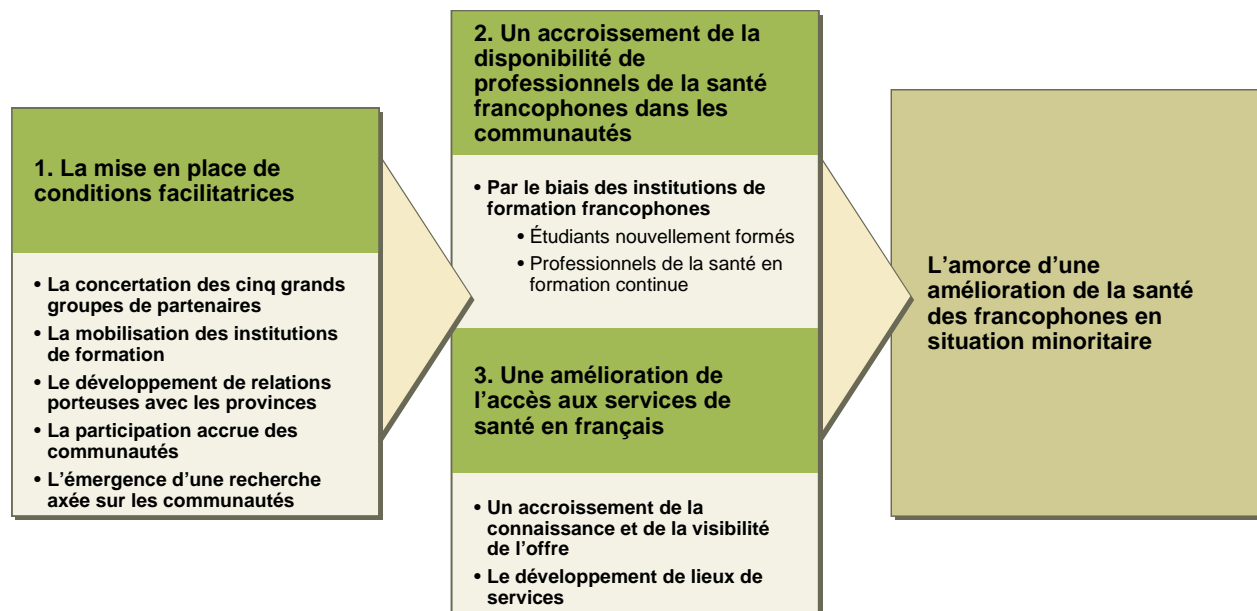 1. La mise en place de
conditions facilitatrices
• La concertation des cinq grands
groupes de partenaires
• La mobilisation des institutions
de formation
• Le développement de relations
porteuses avec les provinces
• La participation accrue des
communautés
• L’émergence d’une recherche
axée sur les communautés
2. Un accroissement de la
disponibilité de
professionnels de la santé
francophones dans les
communautés
• Par le biais des institutions de
formation francophones
• Étudiants nouvellement formés
• Professionnels de la santé en
formation continue
3. Une amélioration de
l’accès aux services de
santé en français
• Un accroissement de la
connaissance et de la visibilité
de l’offre
• Le développement de lieux de
services
L’amorce d’une
amélioration de la santé
des francophones en
situation minoritaire